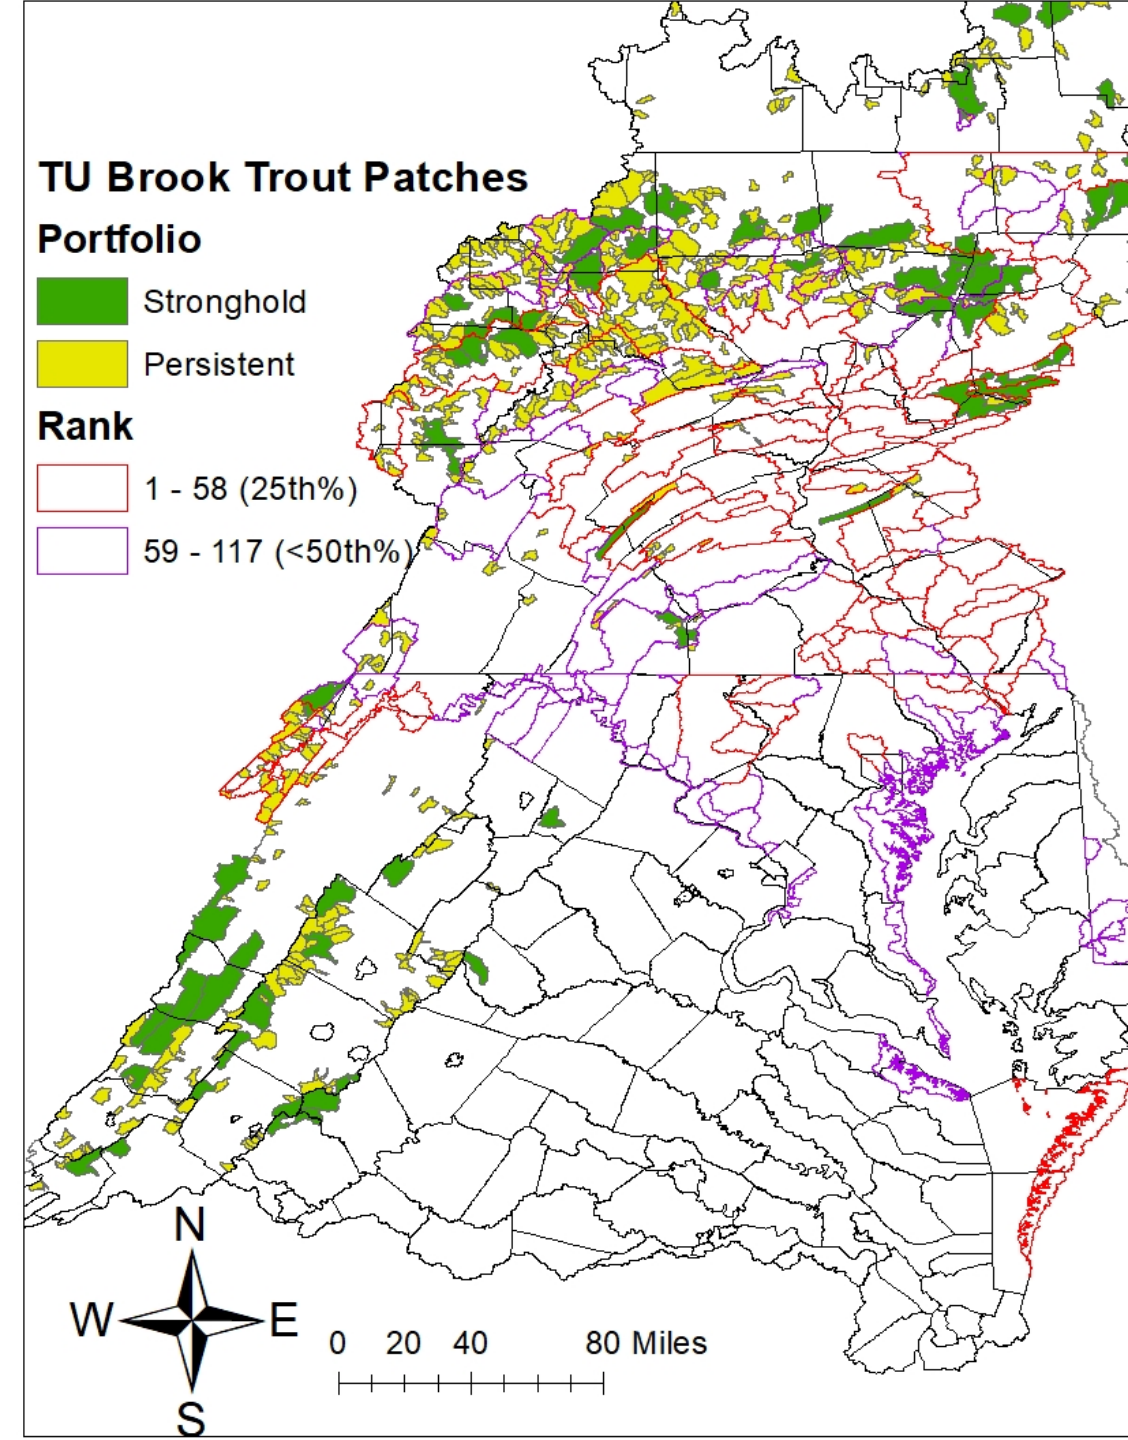 TU Brook Trout Patches
Portfolio
Stronghold
Persistent
Rank
1 - 58 (25th%)
59 - 117 (<50th%)
N
W E
S
0 20 40 80 Miles